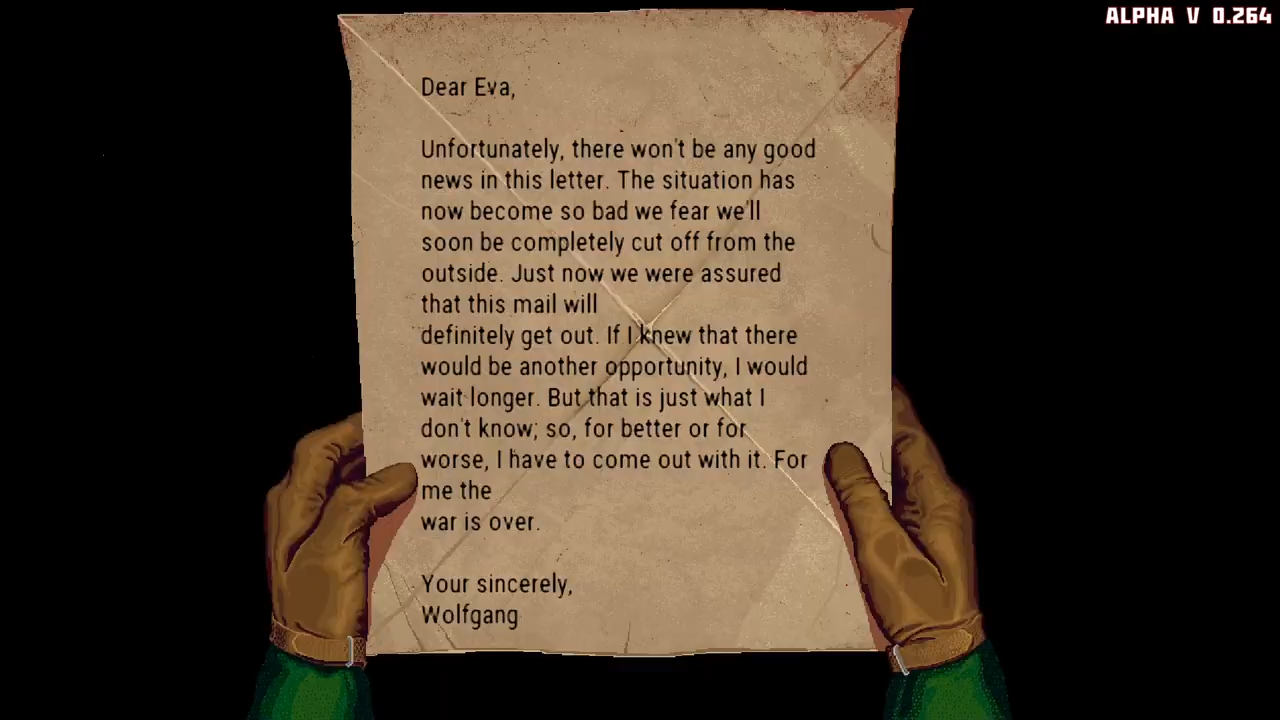 ALPHA V 0.264
Dear Eva,
Unfortunately, there won't be any good
news in this letter. The situation has
now become so bad we fear we'll
soon be completely cut off from the
outside. Just now we were assured
that this mail will
definitely get out. If I knew that there
would be another opportunity, I would
wait longer. But that is just what I
don't know; so, for better or for
worse, I have to come out with it. For
me the
war is over.
Your sincerely,
Wolfgang